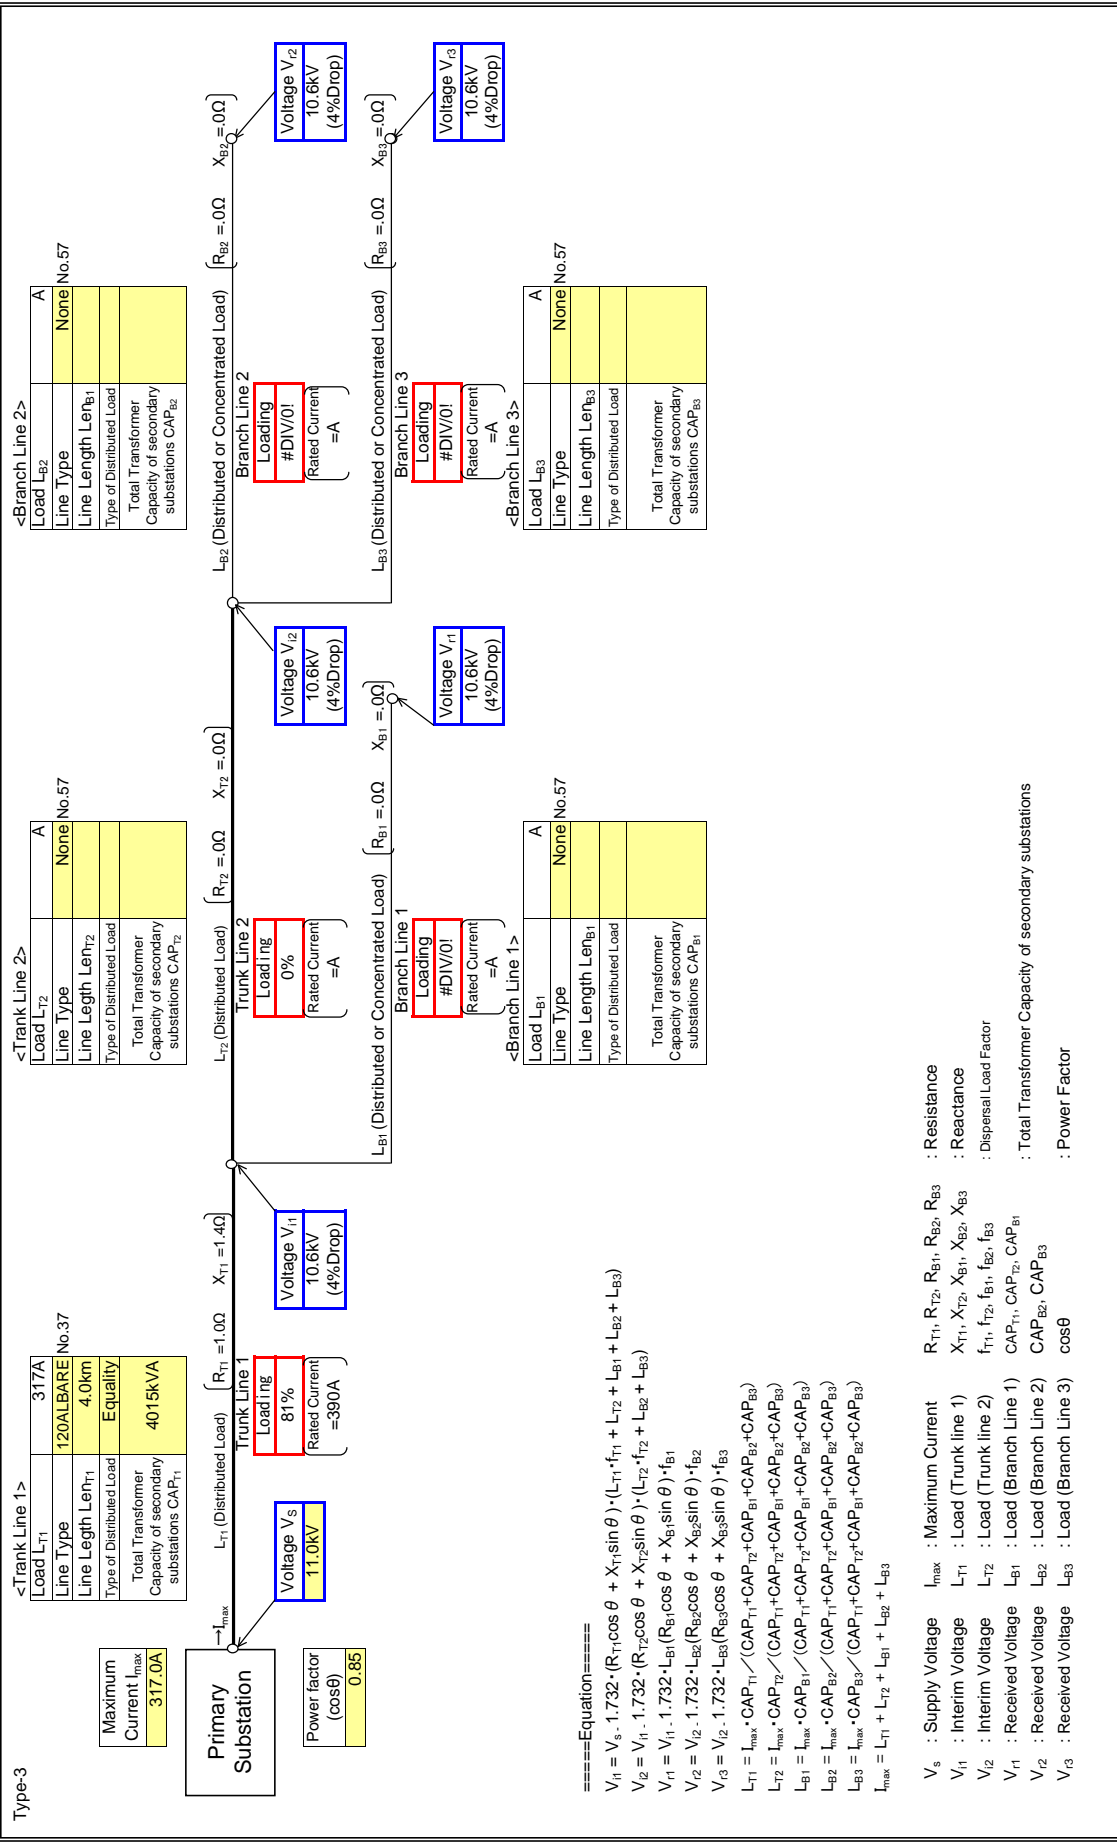 Type-3
Maximum
Current Imax
317.0A
Primary
Substation
Power factor
(cosθ)
0.85
→Imax
Voltage VS
11.0kV
<Trank Line 1>
Load LT1 317A
Line Type 120ALBARE No.37
Line Legth LenT1 4.0km
Type of Distributed Load Equality
Total Transformer
Capacity of secondary
substations CAPT1
4015kVA
LT1 (Distributed Load)
RT1 =1.0Ω XT1 =1.4Ω
Trunk Line 1
Loading
81%
Rated Current
=390A
Voltage Vi1
10.6kV
(4%Drop)
<Trank Line 2>
Load LT2 A
Line Type None No.57
Line Legth LenT2
Type of Distributed Load
Total Transformer
Capacity of secondary
substations CAPT2
LT2 (Distributed Load)
RT2 =.0Ω XT2 =.0Ω
Trunk Line 2
Loading
0%
Rated Current
=A
Voltage Vi2
10.6kV
(4%Drop)
LB1 (Distributed or Concentrated Load)
RB1 =.0Ω XB1 =.0Ω
Branch Line 1
Loading
#DIV/0!
Rated Current
=A
Voltage Vr1
10.6kV
(4%Drop)
<Branch Line 1>
Load LB1 A
Line Type None No.57
Line Length LenB1
Type of Distributed Load
Total Transformer
Capacity of secondary
substations CAPB1
<Branch Line 2>
Load LB2 A
Line Type None No.57
Line Length LenB1
Type of Distributed Load
Total Transformer
Capacity of secondary
substations CAPB2
LB2 (Distributed or Concentrated Load)
RB2 =.0Ω XB2 =.0Ω
Branch Line 2
Loading
#DIV/0!
Rated Current
=A
Voltage Vr2
10.6kV
(4%Drop)
LB3 (Distributed or Concentrated Load)
RB3 =.0Ω XB3 =.0Ω
Branch Line 3
Loading
#DIV/0!
Rated Current
=A
Voltage Vr3
10.6kV
(4%Drop)
<Branch Line 3>
Load LB3 A
Line Type None No.57
Line Length LenB3
Type of Distributed Load
Total Transformer
Capacity of secondary
substations CAPB3
=====Equation=====
Vi1 = Vs - 1.732・(RT1cos θ + XT1sin θ)・(LT1・fT1 + LT2 + LB1 + LB2 + LB3)
Vi2 = Vi1 - 1.732・(RT2cos θ + XT2sin θ)・(LT2・fT2 + LB2 + LB3)
Vr1 = Vi1 - 1.732・LB1(RB1cos θ + XB1sin θ)・fB1
Vr2 = Vi2 - 1.732・LB2(RB2cos θ + XB2sin θ)・fB2
Vr3 = Vi2 - 1.732・LB3(RB3cos θ + XB3sin θ)・fB3
LT1 = Imax・CAPT1／(CAPT1+CAPT2+CAPB1+CAPB2+CAPB3)
LT2 = Imax・CAPT2／(CAPT1+CAPT2+CAPB1+CAPB2+CAPB3)
LB1 = Imax・CAPB1／(CAPT1+CAPT2+CAPB1+CAPB2+CAPB3)
LB2 = Imax・CAPB2／(CAPT1+CAPT2+CAPB1+CAPB2+CAPB3)
LB3 = Imax・CAPB3／(CAPT1+CAPT2+CAPB1+CAPB2+CAPB3)
Imax = LT1 + LT2 + LB1 + LB2 + LB3
Vs : Supply Voltage Imax : Maximum Current RT1, RT2, RB1, RB2, RB3 : Resistance
Vi1 : Interim Voltage LT1 : Load (Trunk line 1) XT1, XT2, XB1, XB2, XB3 : Reactance
Vi2 : Interim Voltage LT2 : Load (Trunk line 2) fT1, fT2, fB1, fB2, fB3 : Dispersal Load Factor
Vr1 : Received Voltage LB1 : Load (Branch Line 1) CAPT1, CAPT2, CAPB1
Vr2 : Received Voltage LB2 : Load (Branch Line 2) CAPB2, CAPB3 : Total Transformer Capacity of secondary substations
Vr3 : Received Voltage LB3 : Load (Branch Line 3) cosθ : Power Factor